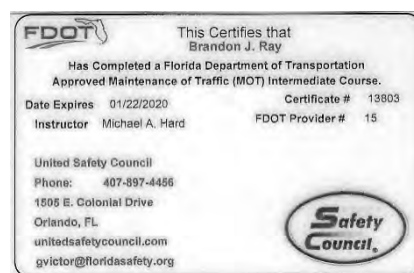 FDOT
This Certifies that
Brandon J. Ray
Has Completed a Florida Department of Transportation
Approved Maintenance of Traffic (MOT) Intermediate Course.
Date Expires 01/22/2020 Certificate # 13803
Instructor Michael A. Hard FDOT Provider # 15
United Safety Council
Phone: 407-897-4456
1505 E. Colonial Drive
Orlando, FL
unitedsafetycouncil.com
gvictor@floridasafety.org
Safety
Council.